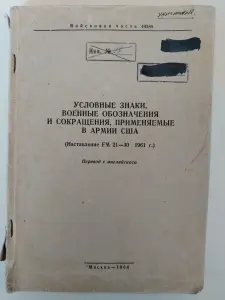 Войсковая часть
УСЛОВНЫЕ ЗНАКИ,
ВОЕННЫЕ ОБОЗНАЧЕНИЯ
И СОКРАЩЕНИЯ, ПРИМЕНЯЕМЫЕ
В АРМИИ США
(Наставление FM 21—30 1961 г.)
Перевод с английского
Москва—1964